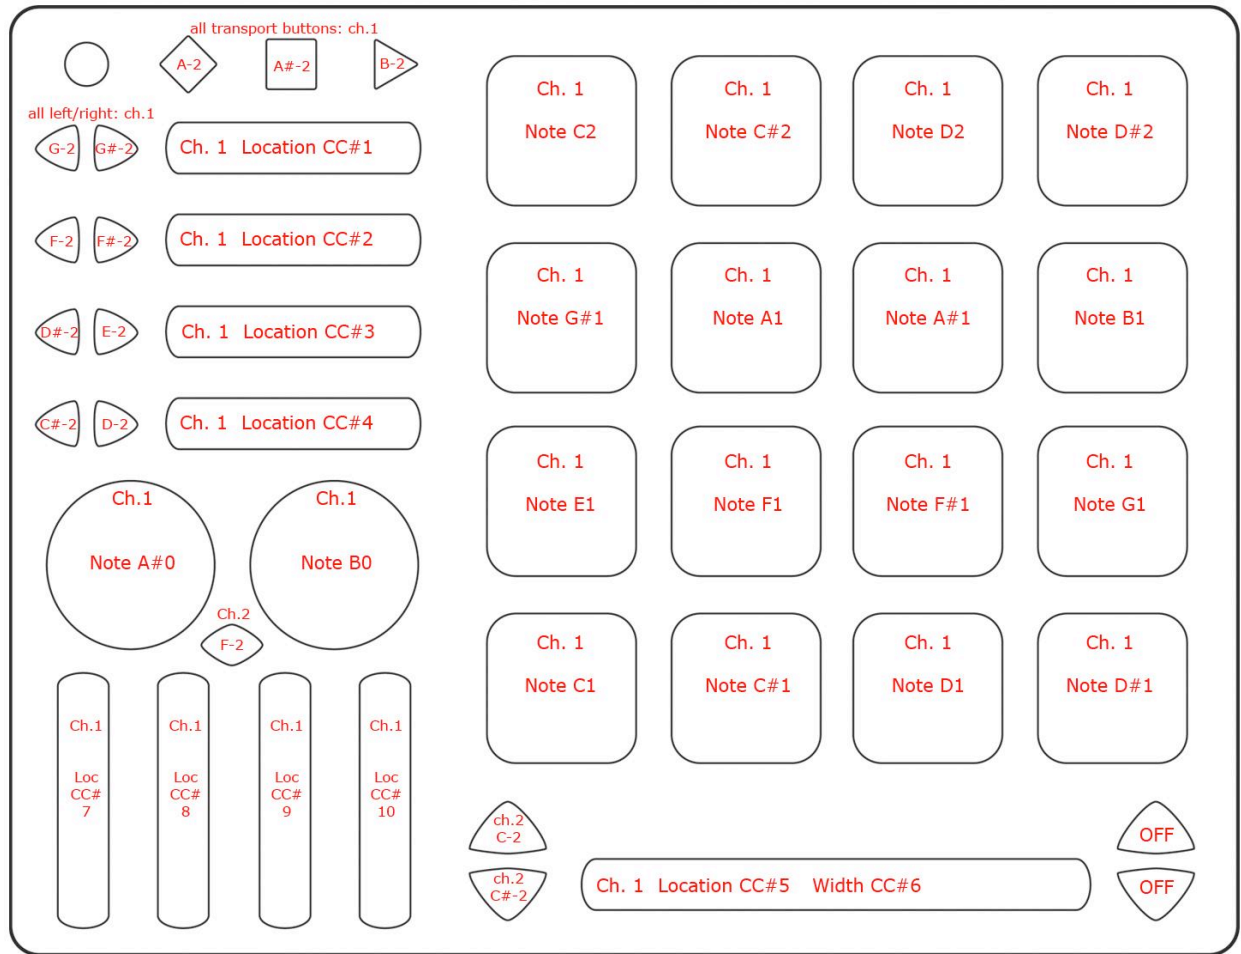 all transport buttons: ch.1
A-2
A#-2
B-2
all left/right: ch.1
G-2
G#-2
Ch. 1 Location CC#1
F-2
F#-2
Ch. 1 Location CC#2
D#-2
E-2
Ch. 1 Location CC#3
C#-2
D-2
Ch. 1 Location CC#4
Ch.1
Note A#0
Ch.1
Note B0
Ch.2
F-2
Ch.1
Loc
CC#
7
Ch.1
Loc
CC#
8
Ch.1
Loc
CC#
9
Ch.1
Loc
CC#
10
Ch. 1
Note C2
Ch. 1
Note C#2
Ch. 1
Note D2
Ch. 1
Note D#2
Ch. 1
Note G#1
Ch. 1
Note A1
Ch. 1
Note A#1
Ch. 1
Note B1
Ch. 1
Note E1
Ch. 1
Note F1
Ch. 1
Note F#1
Ch. 1
Note G1
Ch. 1
Note C1
Ch. 1
Note C#1
Ch. 1
Note D1
Ch. 1
Note D#1
ch.2
C-2
ch.2
C#-2
Ch. 1 Location CC#5 Width CC#6
OFF
OFF